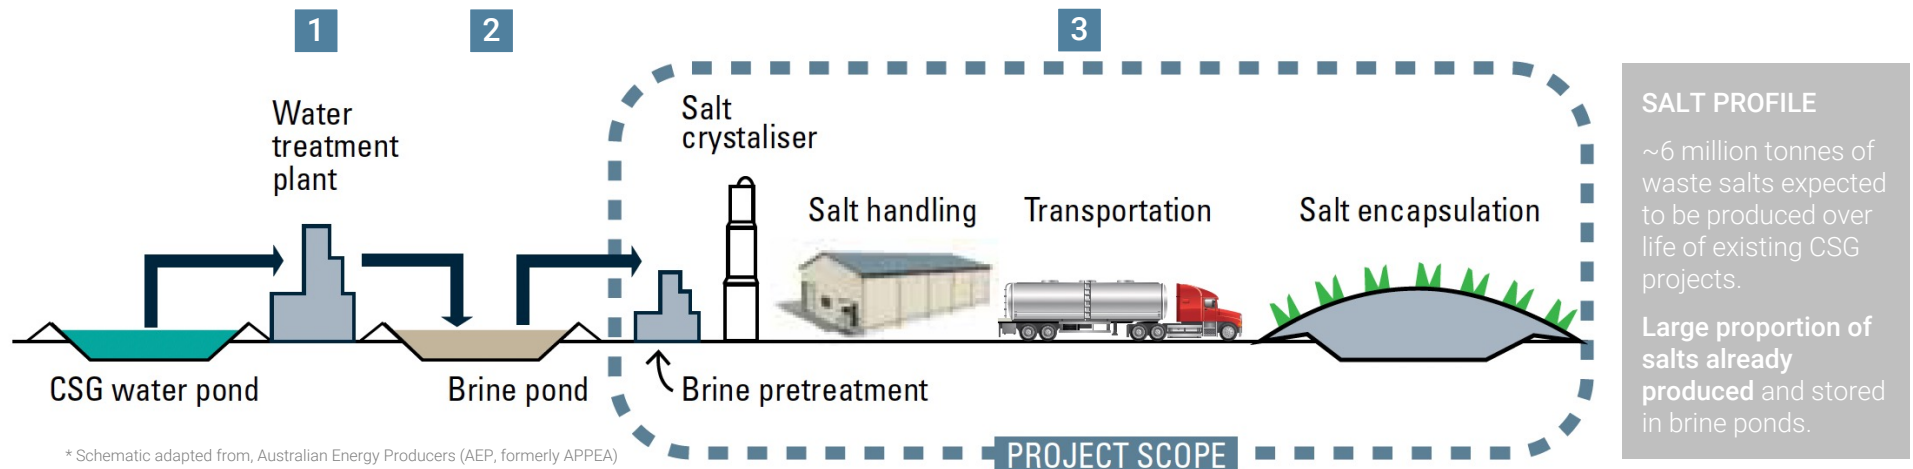 1
2
3
Water
treatment
plant
Salt
crystaliser
Salt handling
Transportation
Salt encapsulation
CSG water pond
Brine pond
Brine pretreatment
* Schematic adapted from, Australian Energy Producers (AEP, formerly APPEA)
PROJECT SCOPE
SALT PROFILE
~6 million tonnes of
waste salts expected
to be produced over
life of existing CSG
projects.
Large proportion of
salts already
produced and stored
in brine ponds.